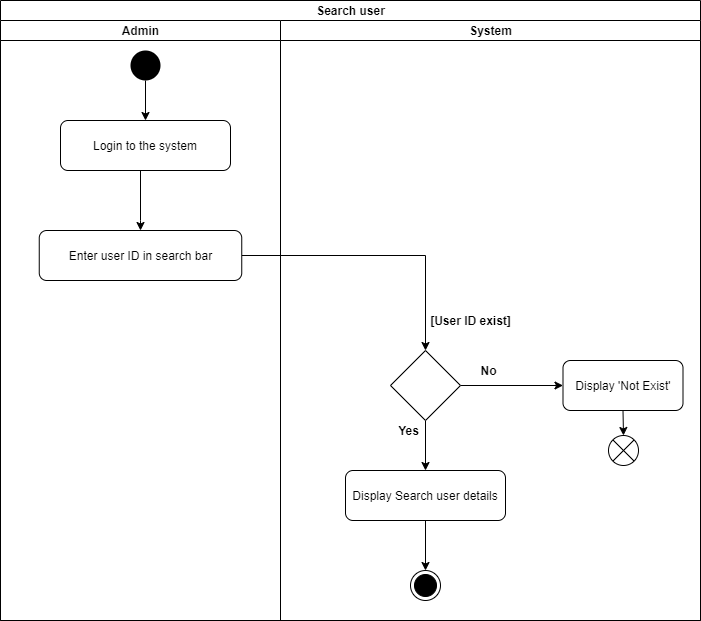 Search user
Admin
System
Login to the system
Enter user ID in search bar
[User ID exist]
No
Display 'Not Exist'
Yes
Display Search user details